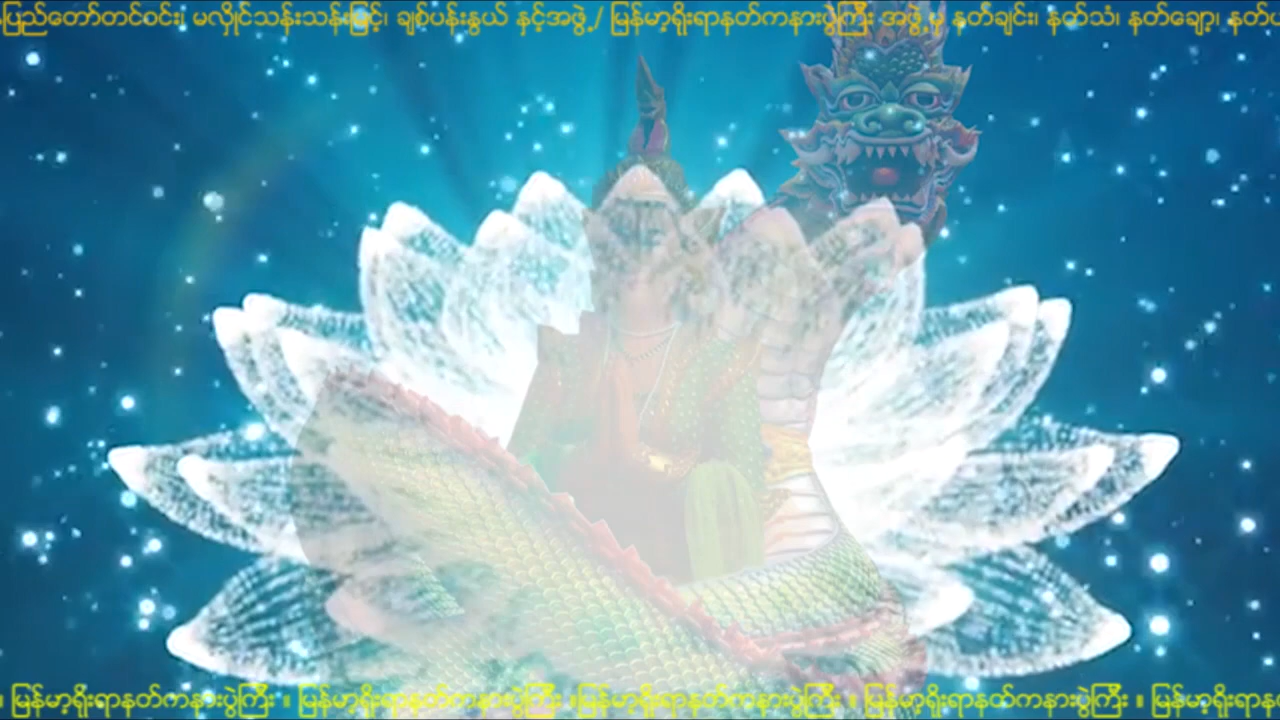 ပြည်တော်တင်ဝင်း၊ မလှိုင်သန်းသန်းမြင့်၊ ချစ်ပန်းနွယ် နှင့်အဖွဲ့ / မြန်မာ့ရိုးရာနတ်ကနားပွဲကြီး အဖွဲ့မှ နတ်ချင်း၊ နတ်သံ၊ နတ်ချော့၊
မြန်မာ့ရိုးရာနတ်ကနားပွဲကြီး ။ မြန်မာ့ရိုးရာနတ်ကနားပွဲကြီး ။ မြန်မာ့ရိုးရာနတ်ကနားပွဲကြီး ။ မြန်မာ့ရိုးရာနတ်ကနားပွဲကြီး ။